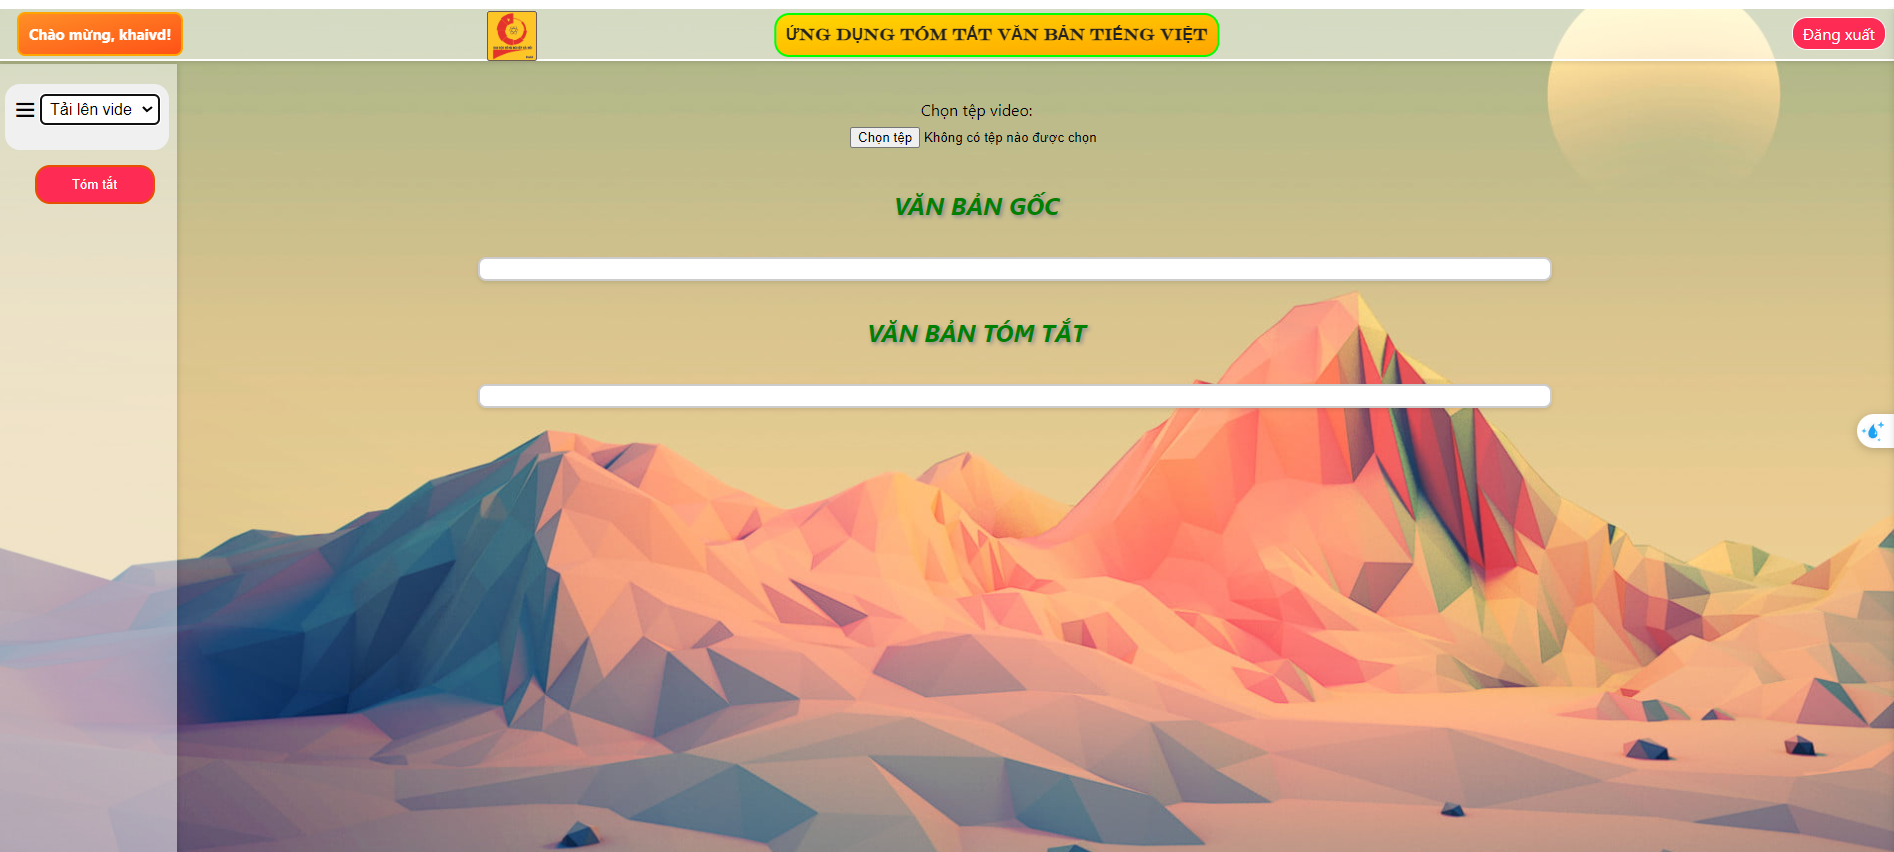 Chào mừng, khaivd!
ỨNG DỤNG TÓM TẮT VĂN BẢN TIẾNG VIỆT
Đăng xuất
Tải lên vide
Tóm tắt
Chọn tệp video:
Chọn tệp Không có tệp nào được chọn
VĂN BẢN GỐC
VĂN BẢN TÓM TẮT